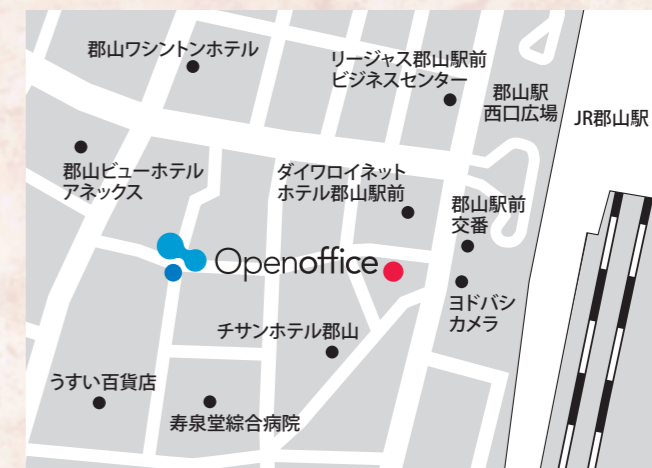 郡山ワシントンホテル
リージャス郡山駅前
ビジネスセンター
郡山駅
西口広場
JR郡山駅
郡山ビューホテル
アネックス
ダイワロイネット
ホテル郡山駅前
郡山駅前
交番
Openoffice
ヨドバシ
カメラ
チサンホテル郡山
うすい百貨店
寿泉堂綜合病院